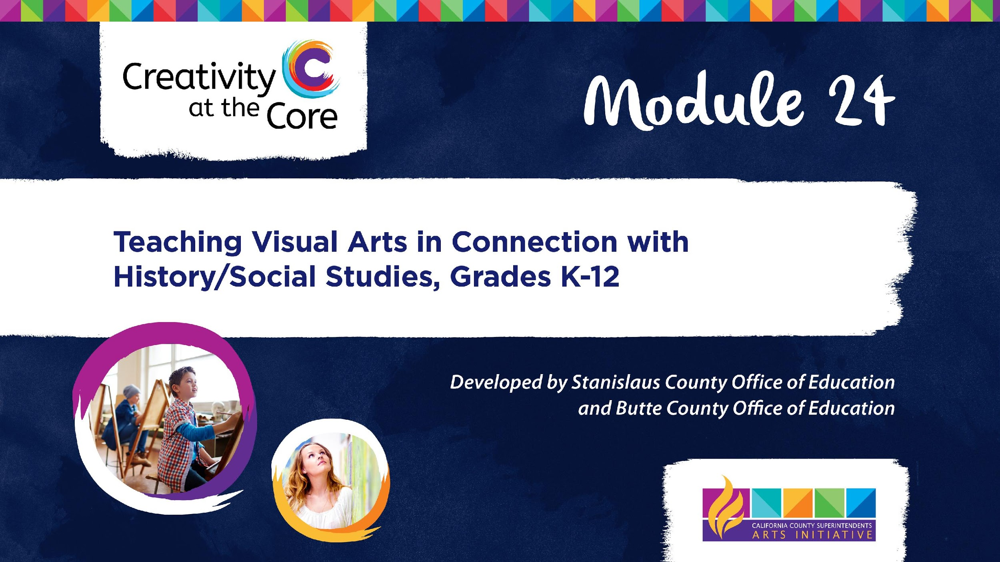 Creativity
at the Core
Module 24
Teaching Visual Arts in Connection with
History/Social Studies, Grades K-12
Developed by Stanislaus County Office of Education
and Butte County Office of Education
CALIFORNIA COUNTY SUPERINTENDENTS
ARTS INITIATIVE